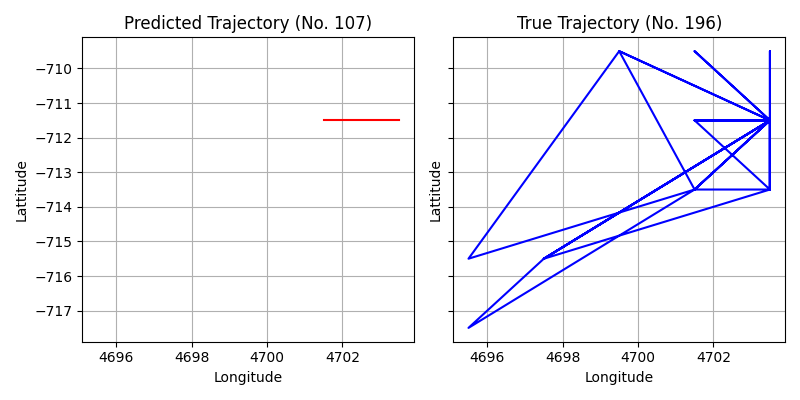 Predicted Trajectory (No. 107)
True Trajectory (No. 196)
−710
−711
−712
−713
−714
−715
−716
−717
Lattitude
Lattitude
4696 4698 4700 4702
4696 4698 4700 4702
Longitude
Longitude